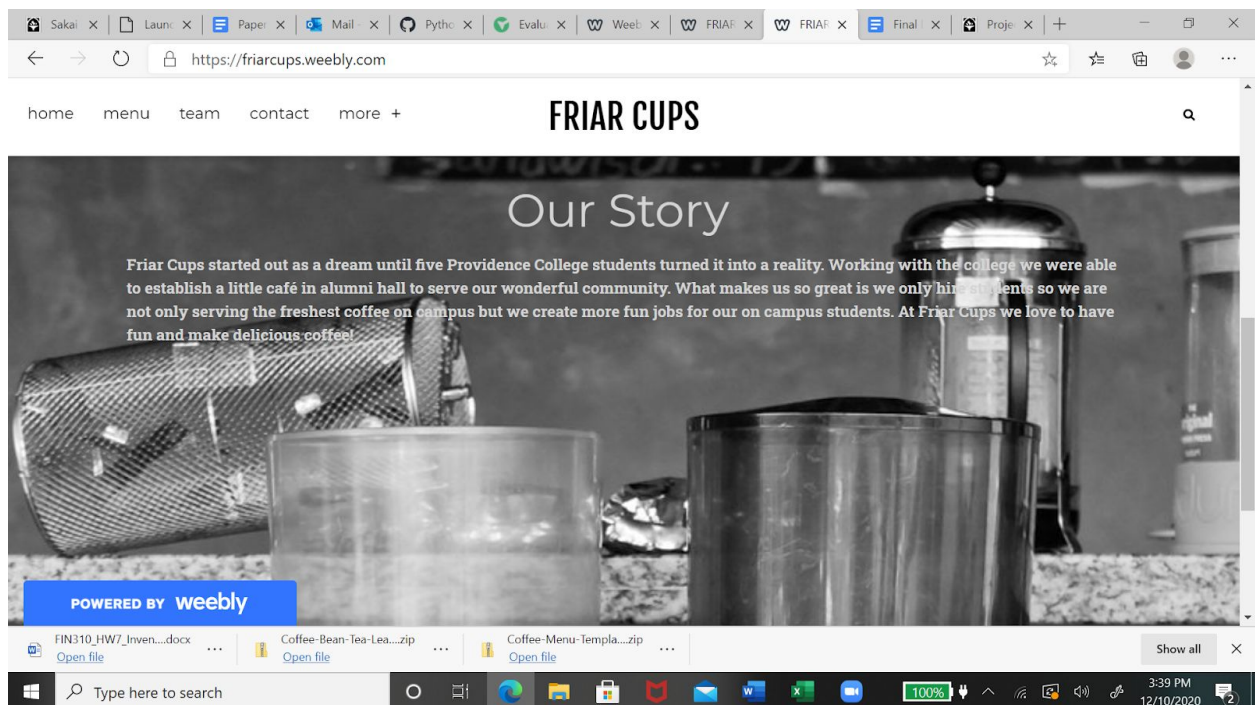 Sakai
Launc
Paper
Mail -
Pytho
Evalua
Weeb
FRIAR
FRIAR
Final
Proje
https://friarcups.weebly.com
home menu team contact more +
FRIAR CUPS
Our Story
Friar Cups started out as a dream until five Providence College students turned it into a reality. Working with the college we were able
to establish a little café in alumni hall to serve our wonderful community. What makes us so great is we only hire students so we are
not only serving the freshest coffee on campus but we create more fun jobs for our on campus students. At Friar Cups we love to have
fun and make delicious coffee!
POWERED BY weebly
FIN310_HW7_Inven....docx
Open file
Coffee-Bean-Tea-Lea....zip
Open file
Coffee-Menu-Templa....zip
Open file
Show all
Type here to search
100%
3:39 PM
12/10/2020
2